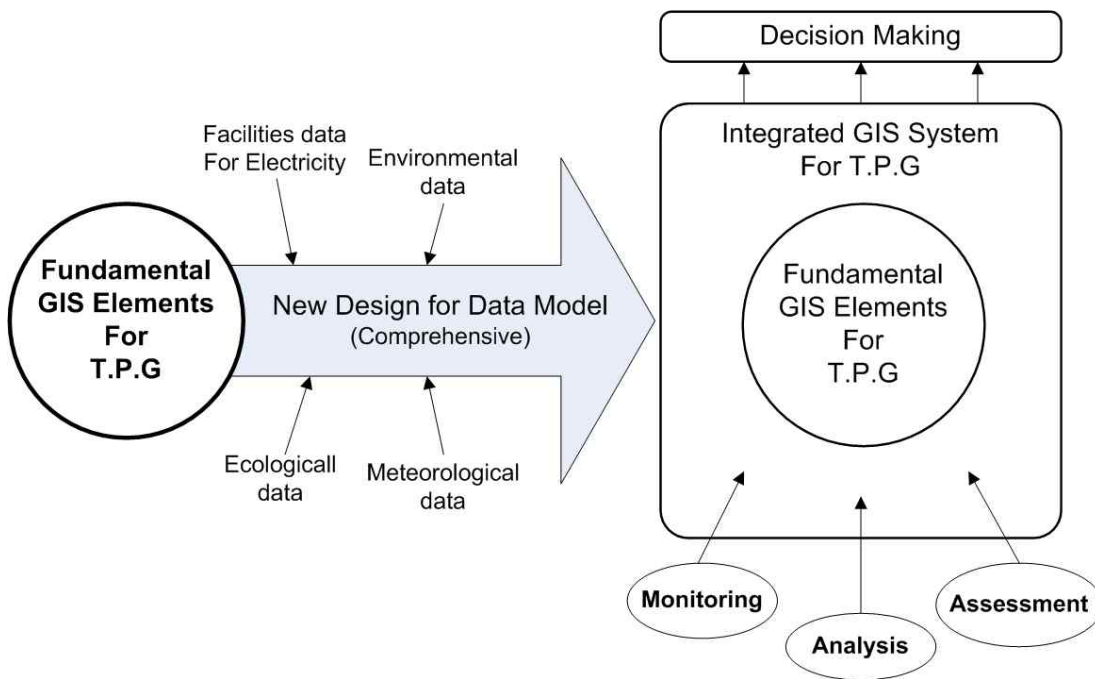 Decision Making
Integrated GIS System
For T.P.G
Facilities data
For Electricity
Environmental
data
Fundamental
GIS Elements
For
T.P.G
New Design for Data Model
(Comprehensive)
Fundamental
GIS Elements
For
T.P.G
Ecologicall
data
Meteorological
data
Monitoring
Analysis
Assessment